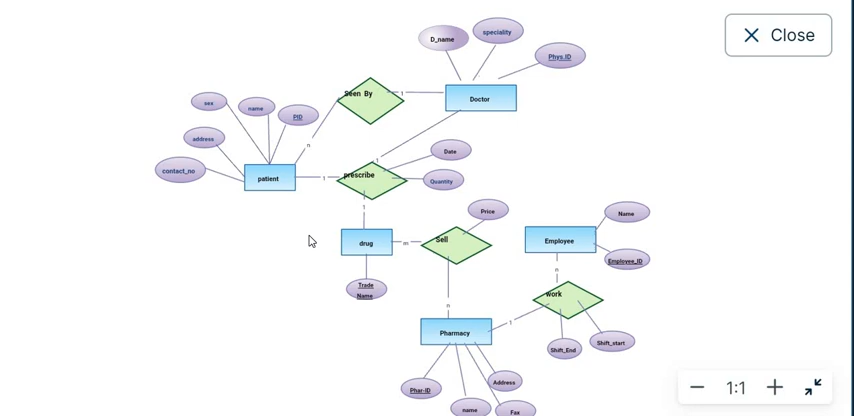 D_name
speciality
Phys.ID
Close
Seen By
1
Doctor
sex
name
PID
n
address
1
Date
contact_no
patient
1
prescribe
Quantity
1
Price
Name
drug
m
Sell
Employee
Employee_ID
n
Trade
Name
work
n
1
Pharmacy
Shift_End
Shift_start
Phar-ID
Address
1:1
name
Fax